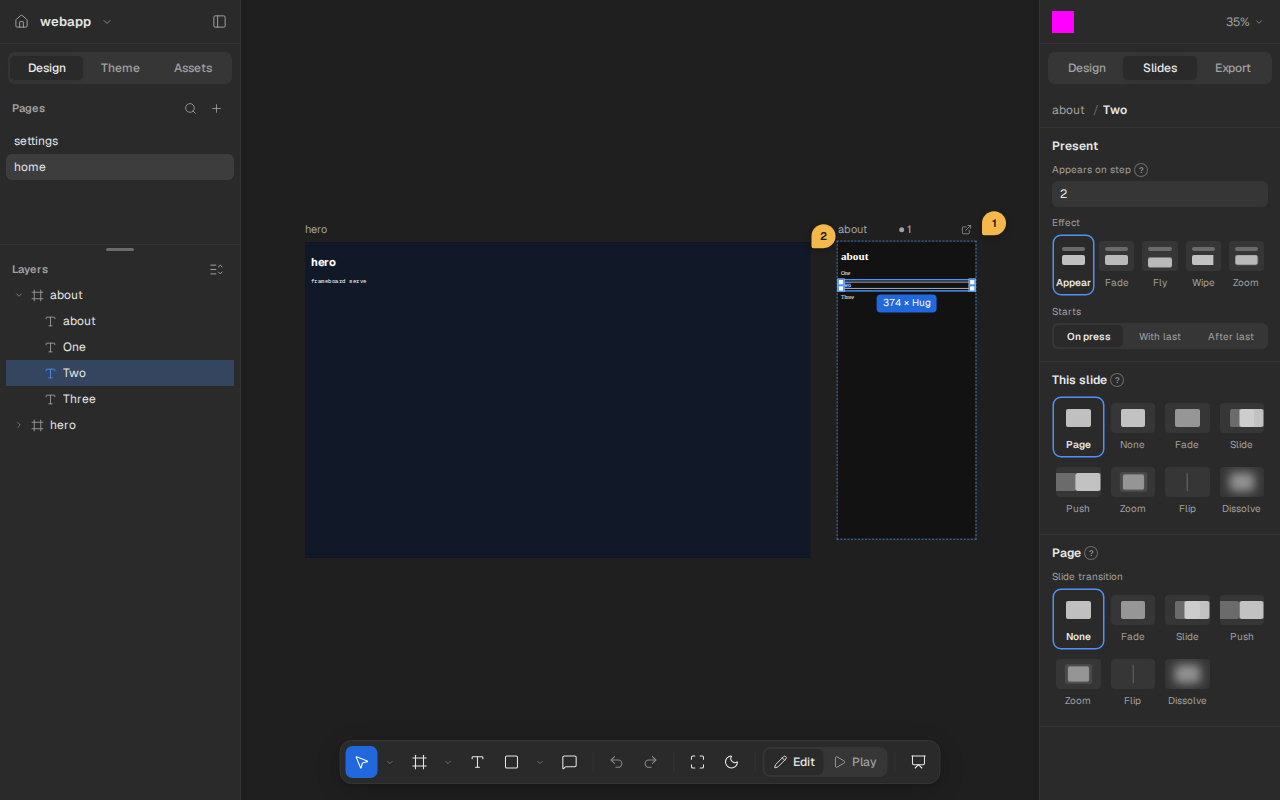 webapp
35%
Design Theme Assets
Design Slides Export
Pages
settings
home
about / Two
Present
Appears on step ?
2
Effect
Appear Fade Fly Wipe Zoom
Starts
On press With last After last
This slide ?
Page None Fade Slide
Push Zoom Flip Dissolve
Page ?
Slide transition
None Fade Slide Push
Zoom Flip Dissolve
Layers
about
about
One
Two
Three
hero
hero
hero
frameboard serve
2
about
1
1
about
One
Three
374 × Hug
Edit Play